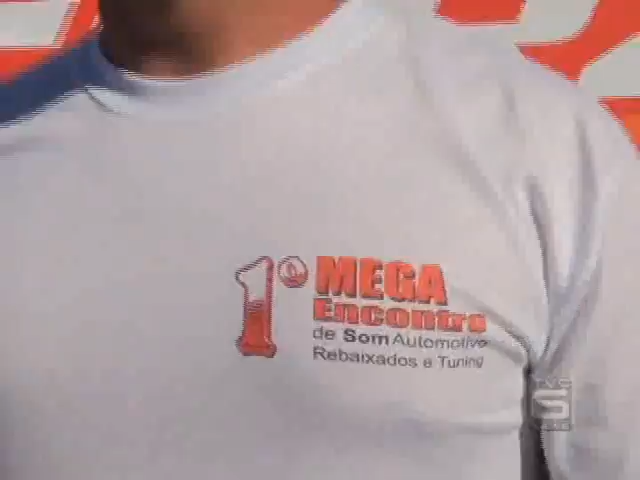 1º MEGA
Encontro
de Som Automotivo
Rebaixados e Tuning